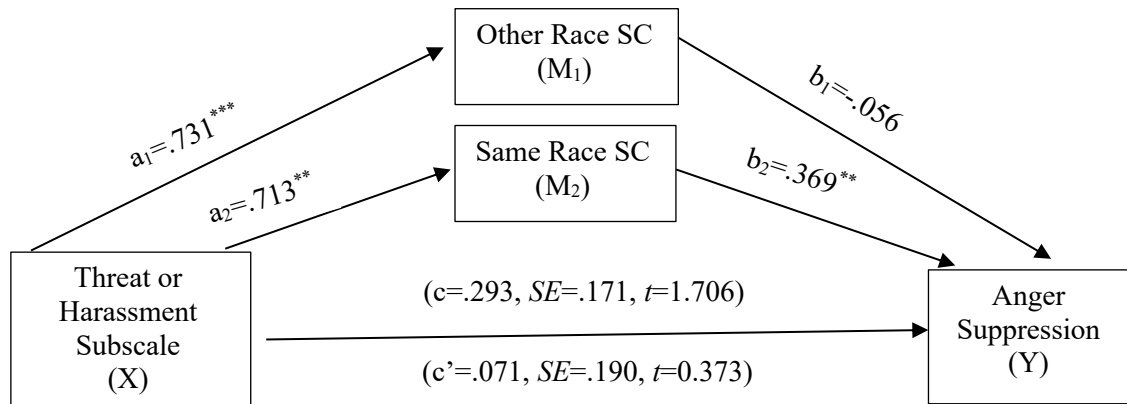 Other Race SC
(M₁)
a₁=.731***
b₁=-.056
Same Race SC
(M₂)
a₂=.713**
b₂=.369**
Threat or
Harassment
Subscale
(X)
(c=.293, SE=.171, t=1.706)
(c’=.071, SE=.190, t=0.373)
Anger
Suppression
(Y)